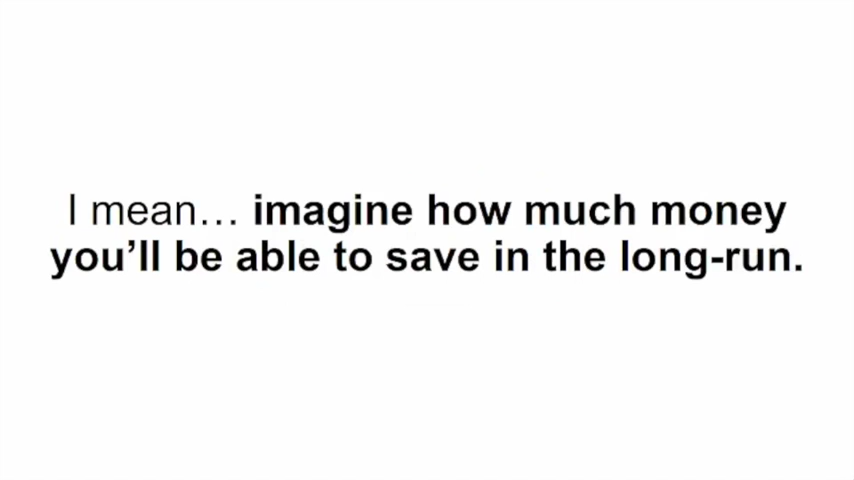 I mean… imagine how much money
you’ll be able to save in the long-run.